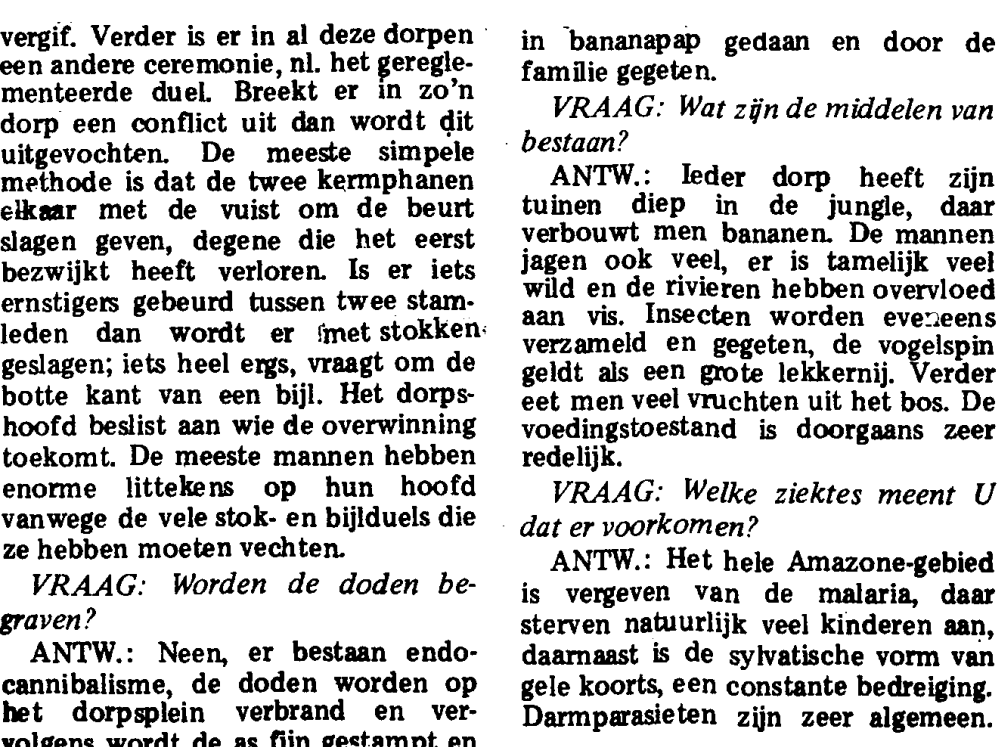 vergif. Verder is er in al deze dorpen
een andere ceremonie, nl. het geregle-
menteerde duel. Breekt er in zo'n
dorp een conflict uit dan wordt dit
uitgevochten. De meeste simpele
methode is dat de twee kermphanen
elkaar met de vuist om de beurt
slagen geven, degene die het eerst
bezwijkt heeft verloren. Is er iets
ernstigers gebeurd tussen twee stam-
leden dan wordt er met stokken
geslagen; iets heel ergs, vraagt om de
botte kant van een bijl. Het dorps-
hoofd beslist aan wie de overwinning
toekomt. De meeste mannen hebben
enorme littekens op hun hoofd
vanwege de vele stok- en bijlduels die
ze hebben moeten vechten.
VRAAG: Worden de doden be-
graven?
ANTW.: Neen, er bestaan endo-
cannibalisme, de doden worden op
het dorpsplein verbrand en ver-
volgens wordt de as fijn gestampt en
in bananapap gedaan en door de
familie gegeten.
VRAAG: Wat zijn de middelen van
bestaan?
ANTW.: Ieder dorp heeft zijn
tuinen diep in de jungle, daar
verbouwt men bananen. De mannen
jagen ook veel, er is tamelijk veel
wild en de rivieren hebben overvloed
aan vis. Insecten worden eveneens
verzameld en gegeten, de vogelspin
geldt als een grote lekkernij. Verder
eet men veel vruchten uit het bos. De
voedingstoestand is doorgaans zeer
redelijk.
VRAAG: Welke ziektes meent U
dat er voorkomen?
ANTW.: Het hele Amazone-gebied
is vergeven van de malaria, daar
sterven natuurlijk veel kinderen aan,
daarnaast is de sylvatische vorm van
gele koorts, een constante bedreiging.
Darmparasieten zijn zeer algemeen.